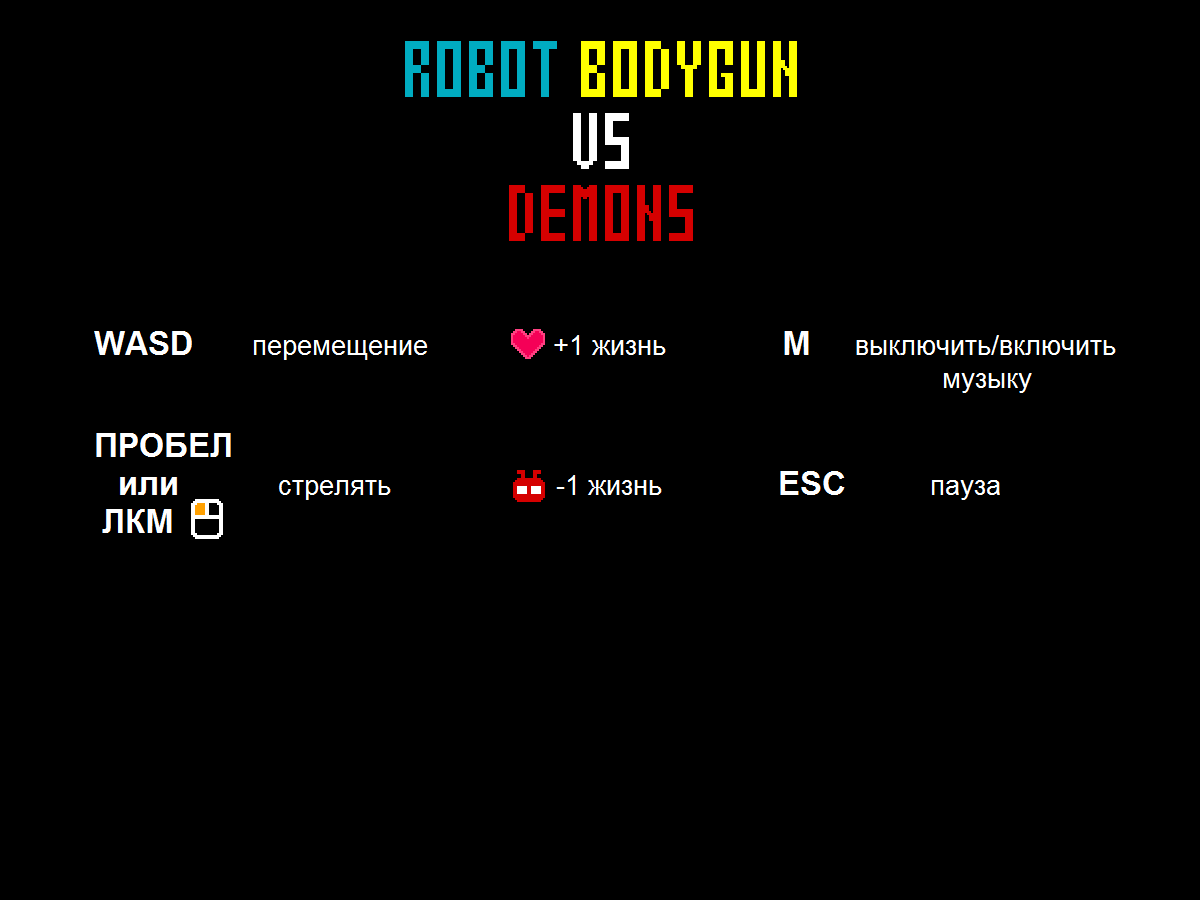 ROBOT BODYGUN
VS
DEMONS
WASD перемещение +1 жизнь M выключить/включить
музыку
ПРОБЕЛ
или
ЛКМ стрелять -1 жизнь ESC пауза